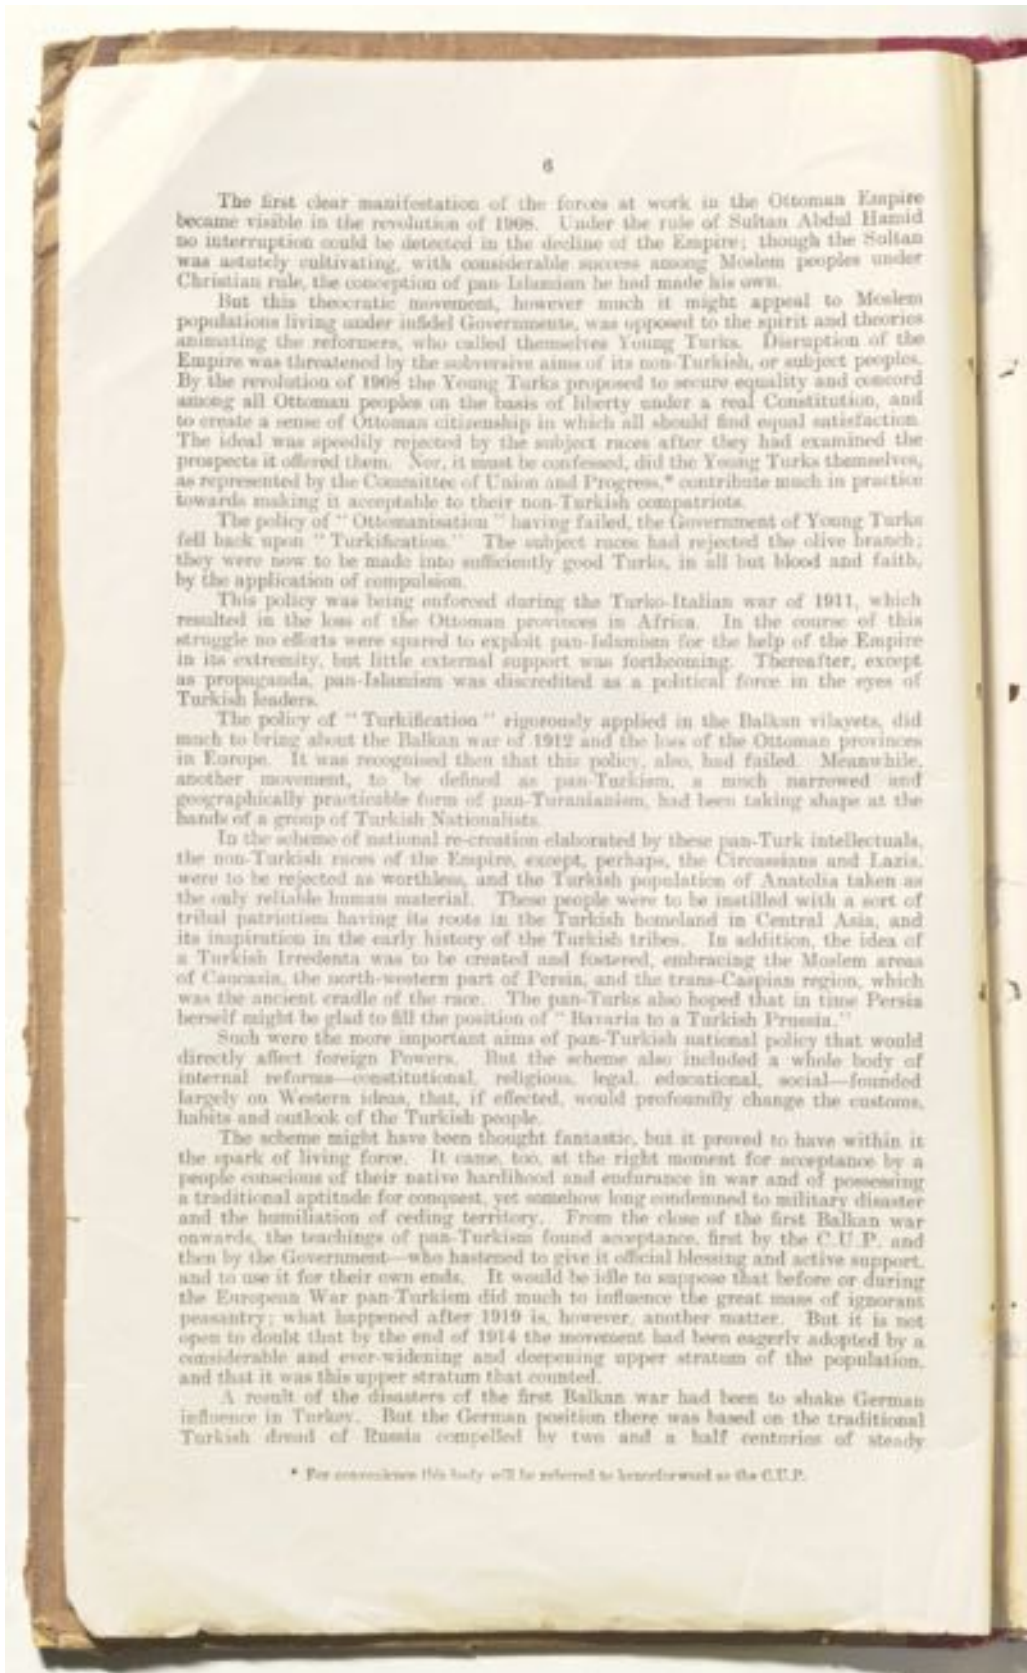 6
The first clear manifestation of the forces at work in the Ottoman Empire
became visible in the revolution of 1908. Under the rule of Sultan Abdul Hamid
no interruption could be detected in the decline of the Empire; though the Sultan
was astutely cultivating, with considerable success among Moslem peoples under
Christian rule, the conception of pan-Islamism he had made his own.
But this theocratic movement, however much it might appeal to Moslem
populations living under infidel Governments, was opposed to the spirit and theories
animating the reformers, who called themselves Young Turks. Disruption of the
Empire was threatened by the subversive aims of its non-Turkish, or subject peoples.
By the revolution of 1908 the Young Turks proposed to secure equality and concord
among all Ottoman peoples on the basis of liberty under a real Constitution, and
to create a sense of Ottoman citizenship in which all should find equal satisfaction.
The ideal was speedily rejected by the subject races after they had examined the
prospects it offered them. Nor, it must be confessed, did the Young Turks themselves,
as represented by the Committee of Union and Progress,* contribute much in practice
towards making it acceptable to their non-Turkish compatriots.
The policy of " Ottomanisation " having failed, the Government of Young Turks
fell back upon " Turkification." The subject races had rejected the olive branch;
they were now to be made into sufficiently good Turks, in all but blood and faith,
by the application of compulsion.
This policy was being enforced during the Turko-Italian war of 1911, which
resulted in the loss of the Ottoman provinces in Africa. In the course of this
struggle no efforts were spared to exploit pan-Islamism for the help of the Empire
in its extremity, but little external support was forthcoming. Thereafter, except
as propaganda, pan-Islamism was discredited as a political force in the eyes of
Turkish leaders.
The policy of " Turkification " rigorously applied in the Balkan vilayets, did
much to bring about the Balkan war of 1912 and the loss of the Ottoman provinces
in Europe. It was recognised then that this policy, also, had failed. Meanwhile,
another movement, to be defined as pan-Turkism, a much narrowed and
geographically practicable form of pan-Turanianism, had been taking shape at the
hands of a group of Turkish Nationalists.
In the scheme of national re-creation elaborated by these pan-Turk intellectuals,
the non-Turkish races of the Empire, except, perhaps, the Circassians and Lazis,
were to be rejected as worthless, and the Turkish population of Anatolia taken as
the only reliable human material. These people were to be instilled with a sort of
tribal patriotism having its roots in the Turkish homeland in Central Asia, and
its inspiration in the early history of the Turkish tribes. In addition, the idea of
a Turkish Irredenta was to be created and fostered, embracing the Moslem areas
of Caucasia, the north-western part of Persia, and the trans-Caspian region, which
was the ancient cradle of the race. The pan-Turks also hoped that in time Persia
herself might be glad to fill the position of " Bavaria to a Turkish Prussia."
Such were the more important aims of pan-Turkish national policy that would
directly affect foreign Powers. But the scheme also included a whole body of
internal reforms—constitutional, religious, legal, educational, social—founded
largely on Western ideas, that, if effected, would profoundly change the customs,
habits and outlook of the Turkish people.
The scheme might have been thought fantastic, but it proved to have within it
the spark of living force. It came, too, at the right moment for acceptance by a
people conscious of their native hardihood and endurance in war and of possessing
a traditional aptitude for conquest, yet somehow long condemned to military disaster
and the humiliation of ceding territory. From the close of the first Balkan war
onwards, the teachings of pan-Turkism found acceptance, first by the C.U.P. and
then by the Government—who hastened to give it official blessing and active support,
and to use it for their own ends. It would be idle to suppose that before or during
the European War pan-Turkism did much to influence the great mass of ignorant
peasantry; what happened after 1919 is, however, another matter. But it is not
open to doubt that by the end of 1914 the movement had been eagerly adopted by a
considerable and ever-widening and deepening upper stratum of the population,
and that it was this upper stratum that counted.
A result of the disasters of the first Balkan war had been to shake German
influence in Turkey. But the German position there was based on the traditional
Turkish dread of Russia compelled by two and a half centuries of steady
* For convenience this body will be referred to henceforward as the C.U.P.